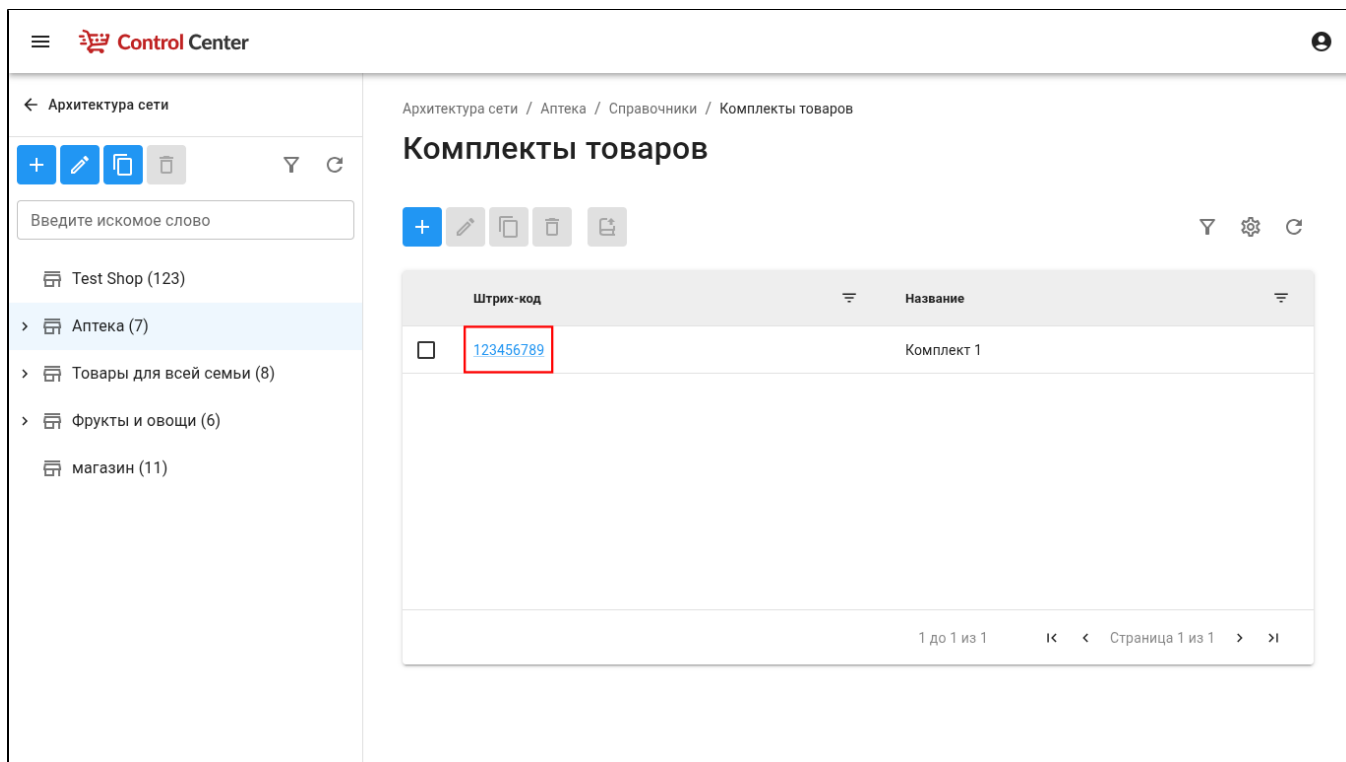 Control Center
Архитектура сети
Введите искомое слово
Test Shop (123)
Аптека (7)
Товары для всей семьи (8)
Фрукты и овощи (6)
магазин (11)
Архитектура сети / Аптека / Справочники / Комплекты товаров
Комплекты товаров
Штрих-код Название
123456789 Комплект 1
1 до 1 из 1 Страница 1 из 1